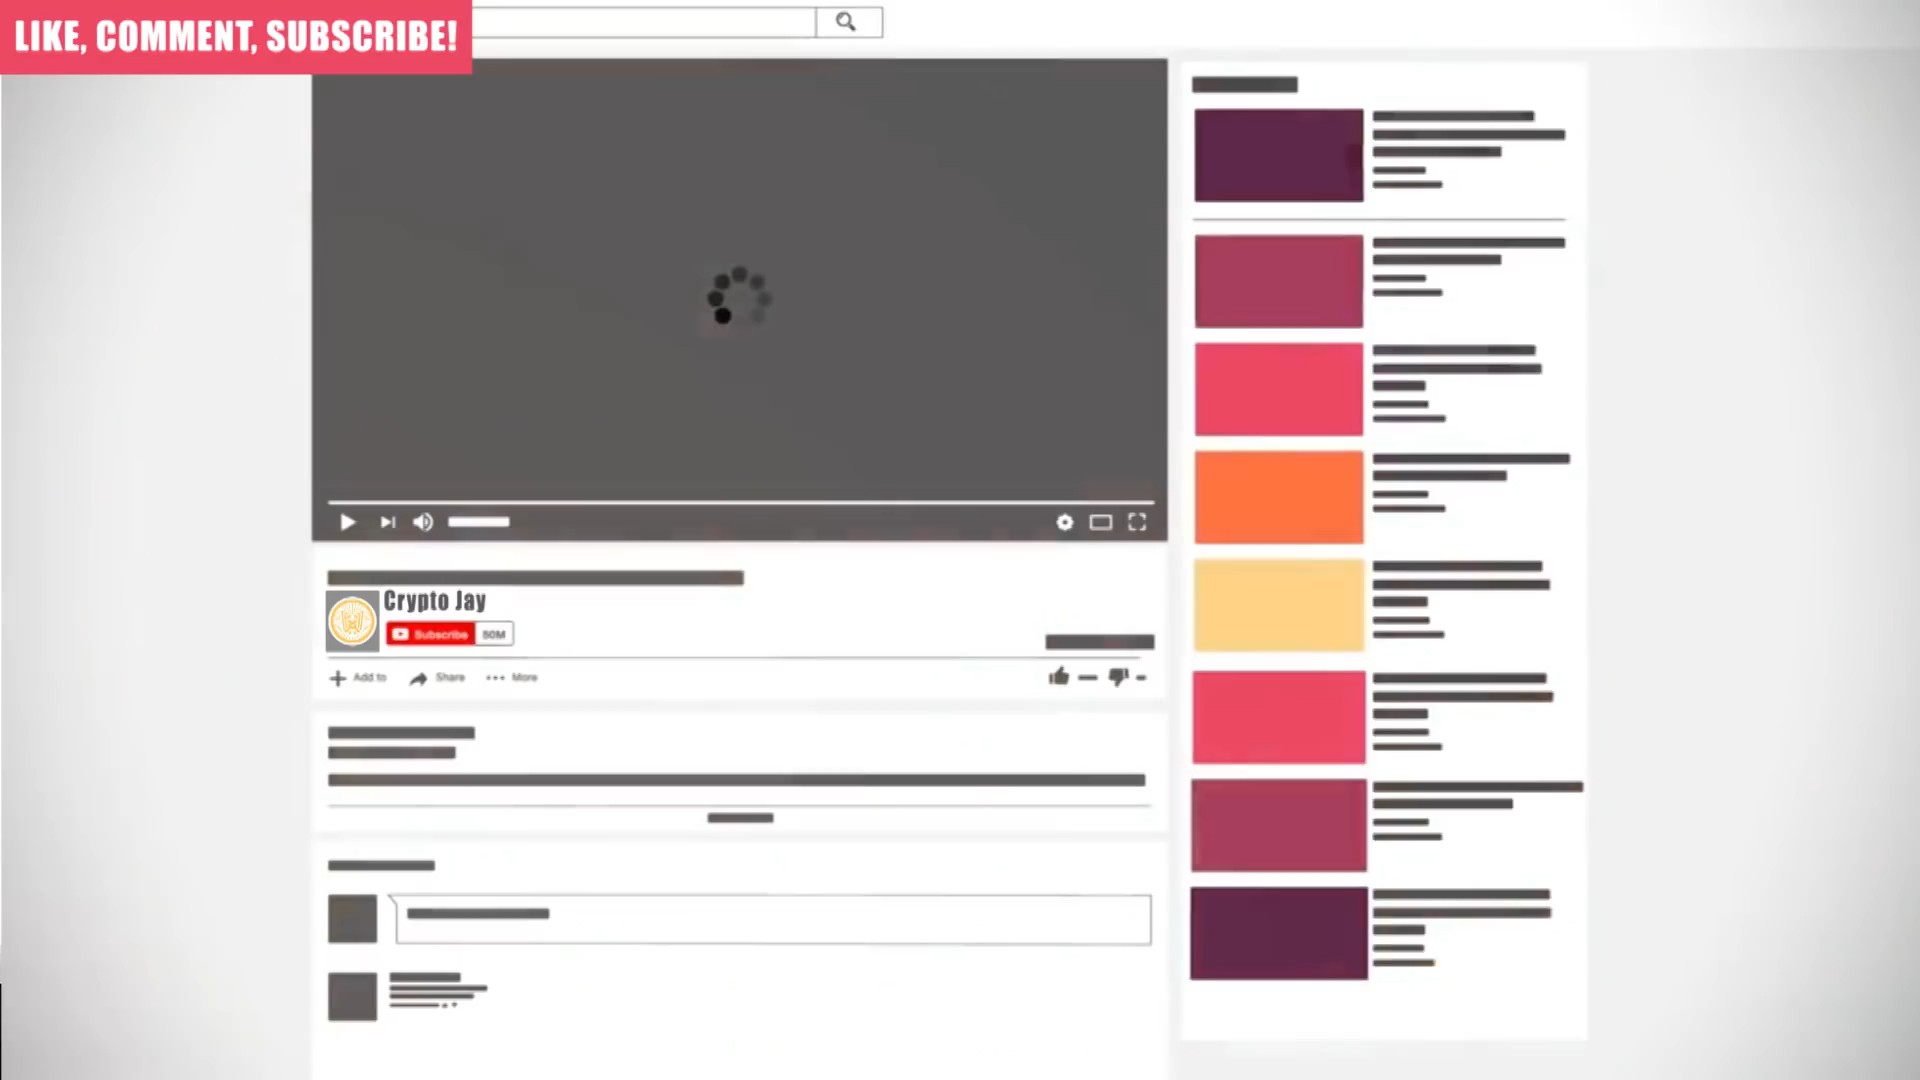 LIKE, COMMENT, SUBSCRIBE!
Crypto Jay
Subscribe 50M
Add to Share More